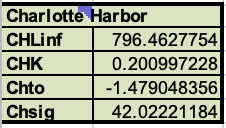 Charlotte Harbor
CHLinf 796.4627754
CHK 0.200997228
Chto -1.479048356
Chsig 42.02221184